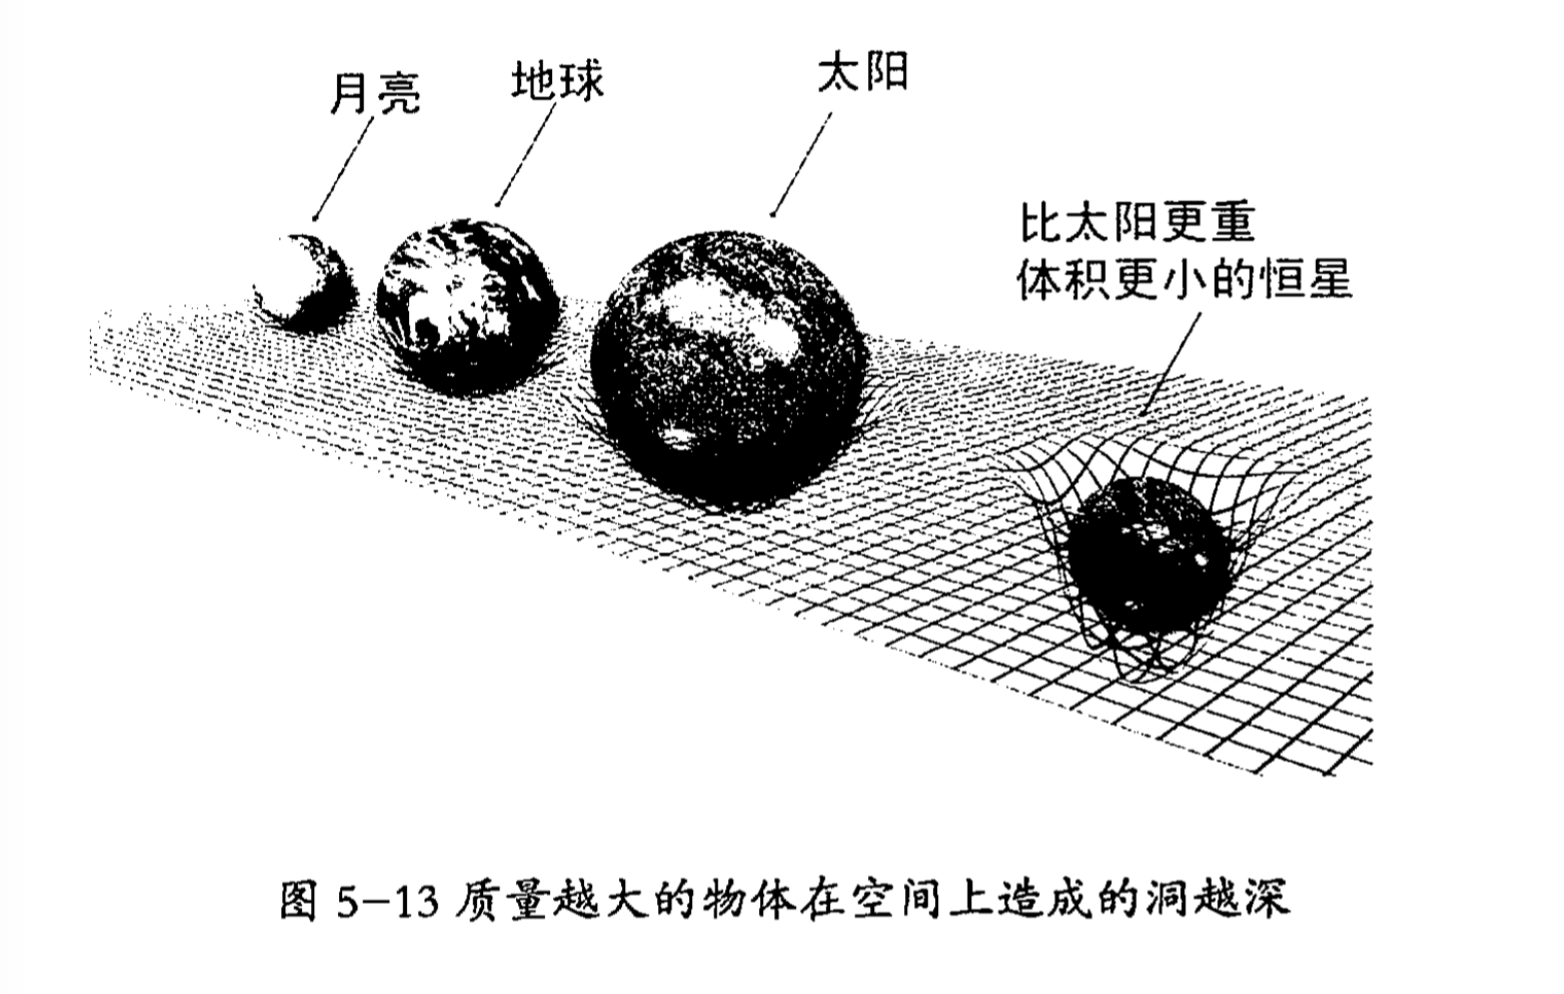 月亮
地球
太阳
比太阳更重
体积更小的恒星
图 5-13 质量越大的物体在空间上造成的洞越深